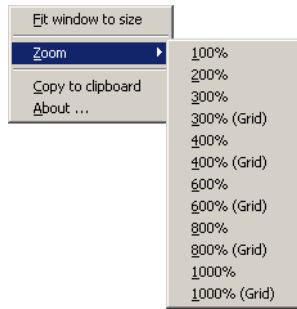 Fit window to size
Zoom
Copy to clipboard
About ...
100%
200%
300%
300% (Grid)
400%
400% (Grid)
600%
600% (Grid)
800%
800% (Grid)
1000%
1000% (Grid)